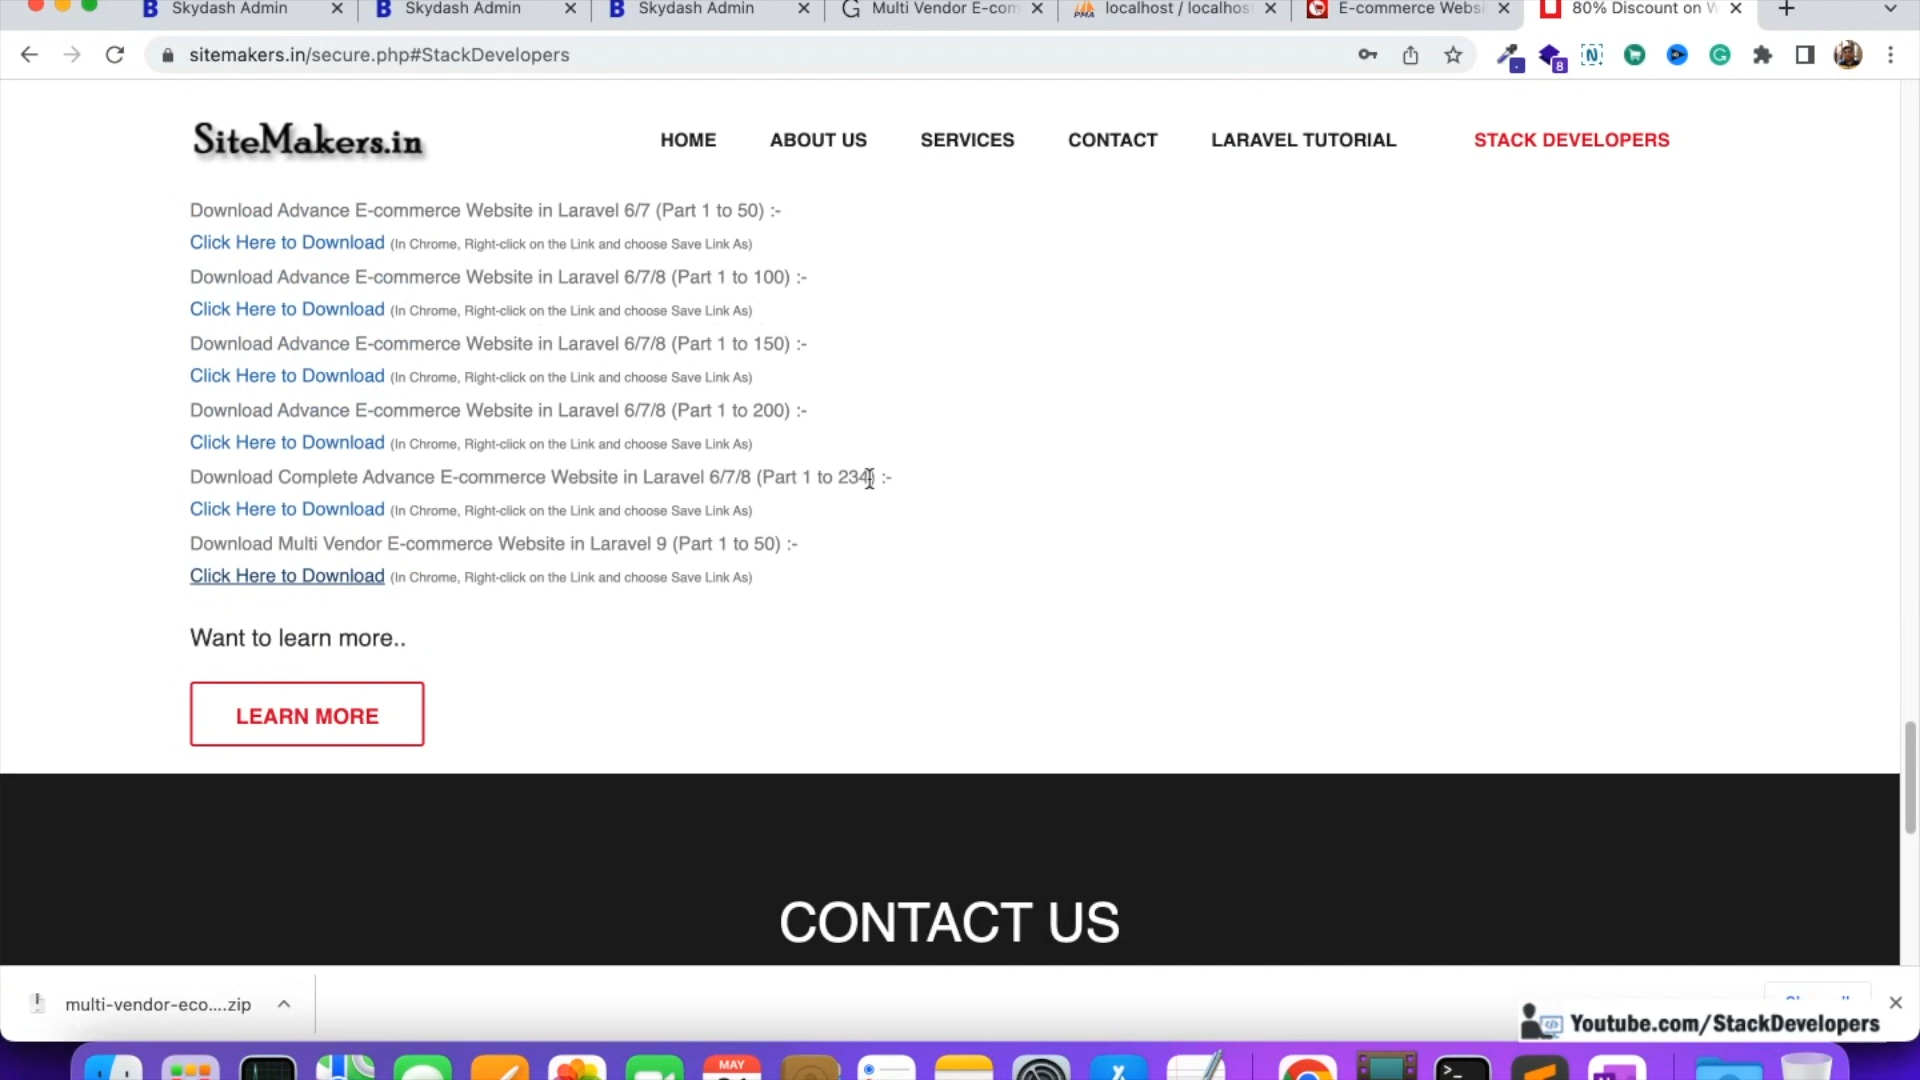 Skydash Admin
Skydash Admin
Skydash Admin
Multi Vendor E-com
localhost / localhos
E-commerce Websi
80% Discount on W
sitemakers.in/secure.php#StackDevelopers
8
SiteMakers.in
HOME
ABOUT US
SERVICES
CONTACT
LARAVEL TUTORIAL
STACK DEVELOPERS
Download Advance E-commerce Website in Laravel 6/7 (Part 1 to 50) :-
Click Here to Download (In Chrome, Right-click on the Link and choose Save Link As)
Download Advance E-commerce Website in Laravel 6/7/8 (Part 1 to 100) :-
Click Here to Download (In Chrome, Right-click on the Link and choose Save Link As)
Download Advance E-commerce Website in Laravel 6/7/8 (Part 1 to 150) :-
Click Here to Download (In Chrome, Right-click on the Link and choose Save Link As)
Download Advance E-commerce Website in Laravel 6/7/8 (Part 1 to 200) :-
Click Here to Download (In Chrome, Right-click on the Link and choose Save Link As)
Download Complete Advance E-commerce Website in Laravel 6/7/8 (Part 1 to 234) :-
Click Here to Download (In Chrome, Right-click on the Link and choose Save Link As)
Download Multi Vendor E-commerce Website in Laravel 9 (Part 1 to 50) :-
Click Here to Download (In Chrome, Right-click on the Link and choose Save Link As)
Want to learn more..
LEARN MORE
CONTACT US
multi-vendor-eco....zip
Youtube.com/StackDevelopers
MAY